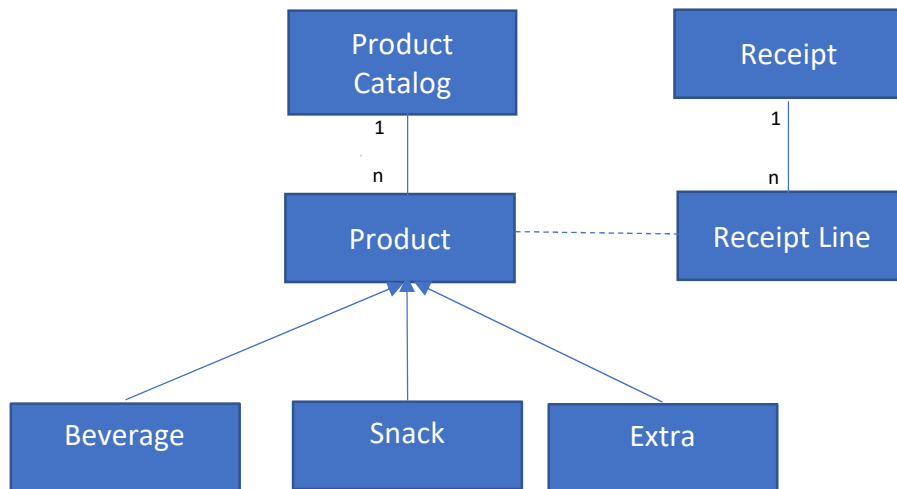 Product
Catalog
Receipt
1
1
n
n
Product
Receipt Line
Beverage
Snack
Extra